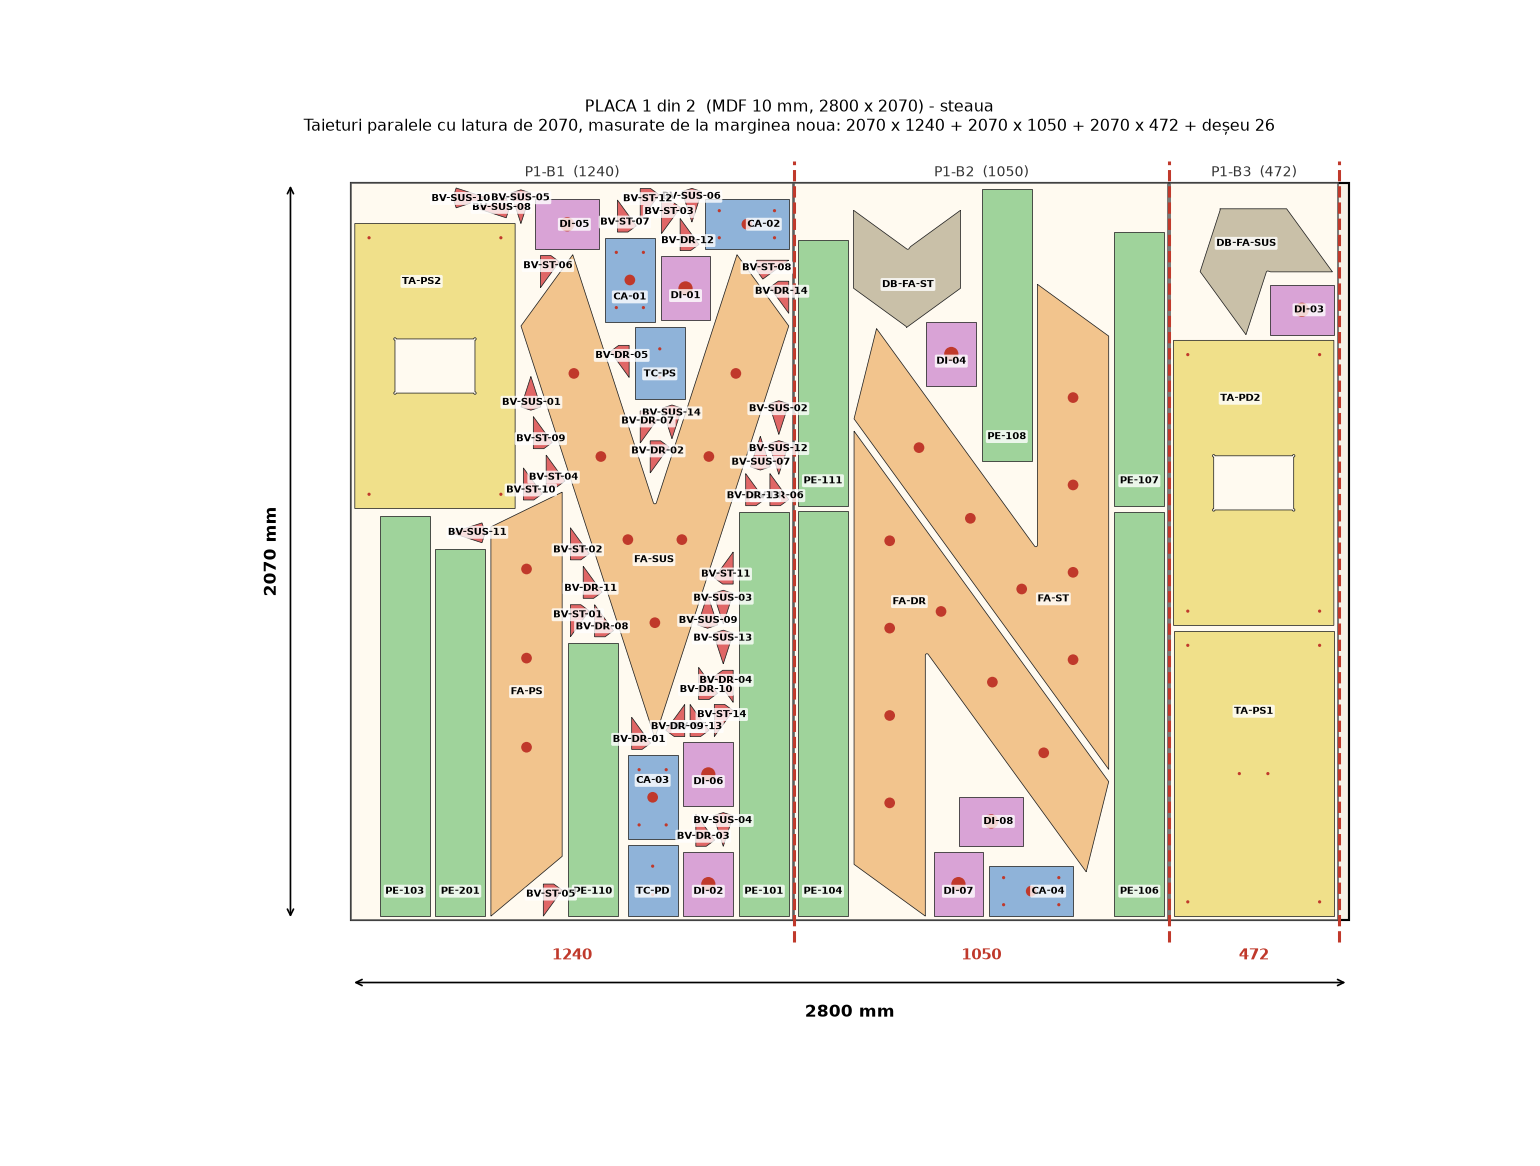 PLACA 1 din 2 (MDF 10 mm, 2800 x 2070) - steaua
Taieturi paralele cu latura de 2070, masurate de la marginea noua: 2070 x 1240 + 2070 x 1050 + 2070 x 472 + deșeu 26
P1-B1 (1240)
P1-B2 (1050)
P1-B3 (472)
BV-SUS-10
BV-SUS-05
BV-SUS-08
BV-ST-12
BV-SUS-06
BV-ST-03
BV-ST-07
DI-05
CA-02
BV-DR-12
DB-FA-SUS
BV-ST-06
BV-ST-08
TA-PS2
DB-FA-ST
BV-DR-14
CA-01
DI-01
DI-03
BV-DR-05
DI-04
TC-PS
TA-PD2
BV-SUS-01
BV-SUS-02
BV-SUS-14
BV-DR-07
BV-ST-09
PE-108
BV-SUS-12
BV-DR-02
BV-SUS-07
BV-ST-04
PE-111
PE-107
BV-ST-10
BV-DR-13
R-06
BV-SUS-11
BV-ST-02
FA-SUS
BV-ST-11
BV-DR-11
BV-SUS-03
FA-DR
FA-ST
BV-ST-01
BV-SUS-09
BV-DR-08
BV-SUS-13
BV-DR-04
BV-DR-10
FA-PS
TA-PS1
BV-ST-14
BV-DR-09
-13
BV-DR-01
CA-03
DI-06
BV-SUS-04
DI-08
BV-DR-03
PE-103
PE-201
BV-ST-05
PE-110
TC-PD
DI-02
PE-101
PE-104
DI-07
CA-04
PE-106
2070 mm
1240
1050
472
2800 mm